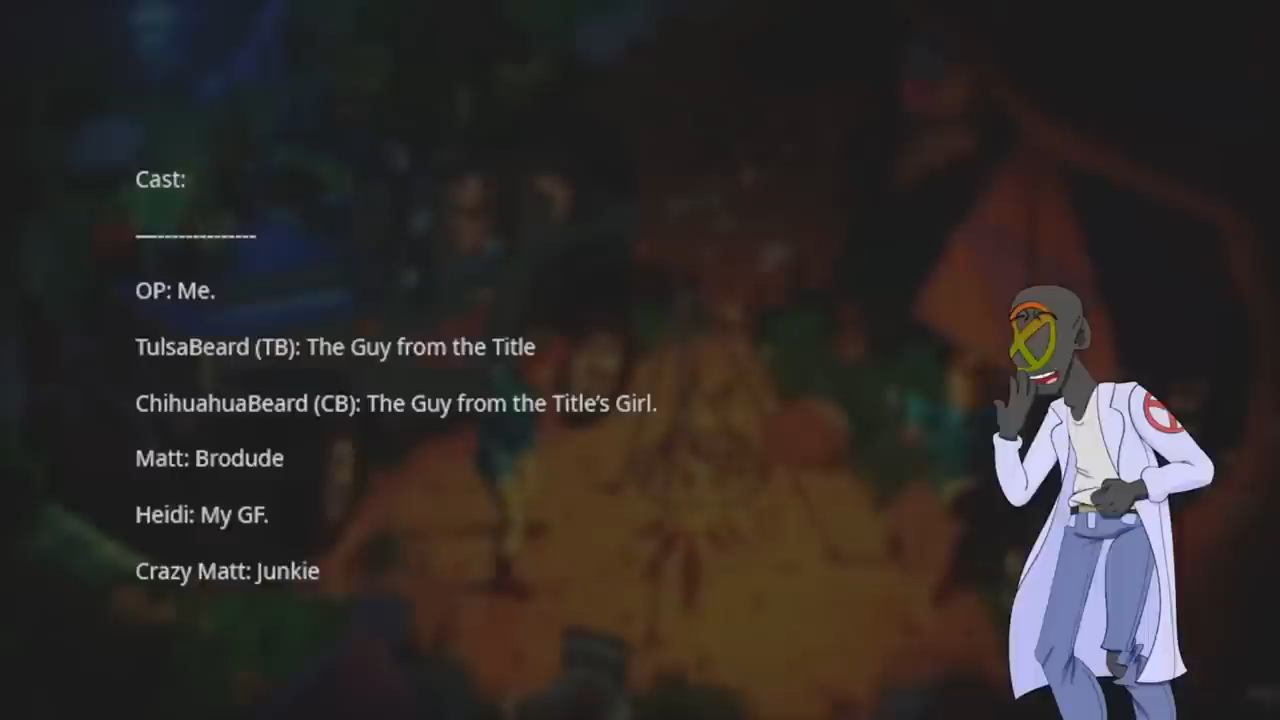 Cast:
—---------------
OP: Me.
TulsaBeard (TB): The Guy from the Title
ChihuahuaBeard (CB): The Guy from the Title’s Girl.
Matt: Brodude
Heidi: My GF.
Crazy Matt: Junkie